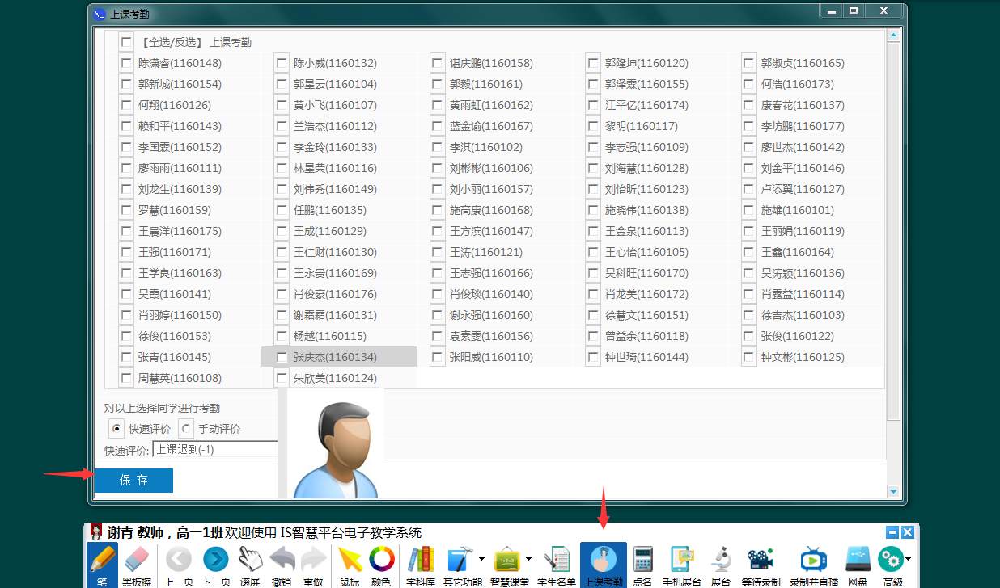 上课考勤
【全选/反选】 上课考勤
陈潇睿(1160148) 陈小威(1160132) 谌庆鹏(1160158) 郭隆坤(1160120) 郭淑贞(1160165)
郭新城(1160154) 郭星云(1160104) 郭毅(1160161) 郭泽霖(1160155) 何浩(1160173)
何翔(1160126) 黄小飞(1160107) 黄雨虹(1160162) 江平亿(1160174) 康春花(1160137)
赖和平(1160143) 兰浩杰(1160112) 蓝金谕(1160167) 黎明(1160117) 李坊鹏(1160177)
李国霖(1160152) 李金玲(1160133) 李淇(1160102) 李志强(1160109) 廖世杰(1160142)
廖雨雨(1160111) 林星荣(1160116) 刘彬彬(1160106) 刘海慧(1160128) 刘金平(1160146)
刘龙生(1160139) 刘伟秀(1160149) 刘小丽(1160157) 刘怡昕(1160123) 卢添翼(1160127)
罗慧(1160159) 任鹏(1160135) 施高康(1160168) 施晓伟(1160138) 施雄(1160101)
王晨洋(1160175) 王成(1160129) 王方滨(1160147) 王金泉(1160113) 王丽娟(1160119)
王强(1160171) 王仁财(1160130) 王涛(1160121) 王心怡(1160105) 王鑫(1160164)
王学良(1160163) 王永贵(1160169) 王志强(1160166) 吴科旺(1160170) 吴涛颖(1160136)
吴霞(1160141) 肖俊豪(1160176) 肖俊琰(1160140) 肖龙美(1160172) 肖露益(1160114)
肖羽婷(1160150) 谢霜霜(1160131) 谢永强(1160160) 徐慧文(1160151) 徐吉杰(1160103)
徐俊(1160153) 杨越(1160115) 袁素雯(1160156) 曾益余(1160118) 张俊(1160122)
张青(1160145) 张庆杰(1160134) 张阳威(1160110) 钟世琦(1160144) 钟文彬(1160125)
周慧英(1160108) 朱欣美(1160124)
对以上选择同学进行考勤
快速评价 手动评价
快速评价: 上课迟到(-1)
保 存
谢青 教师，高一1班欢迎使用 IS智慧平台电子教学系统
笔 黑板擦 上一页 下一页 滚屏 撤销 重做 鼠标 颜色 学科库 其它功能 智慧课堂 学生名单 上课考勤 点名 手机展台 展台 等待录制 录制并直播 网盘 高級